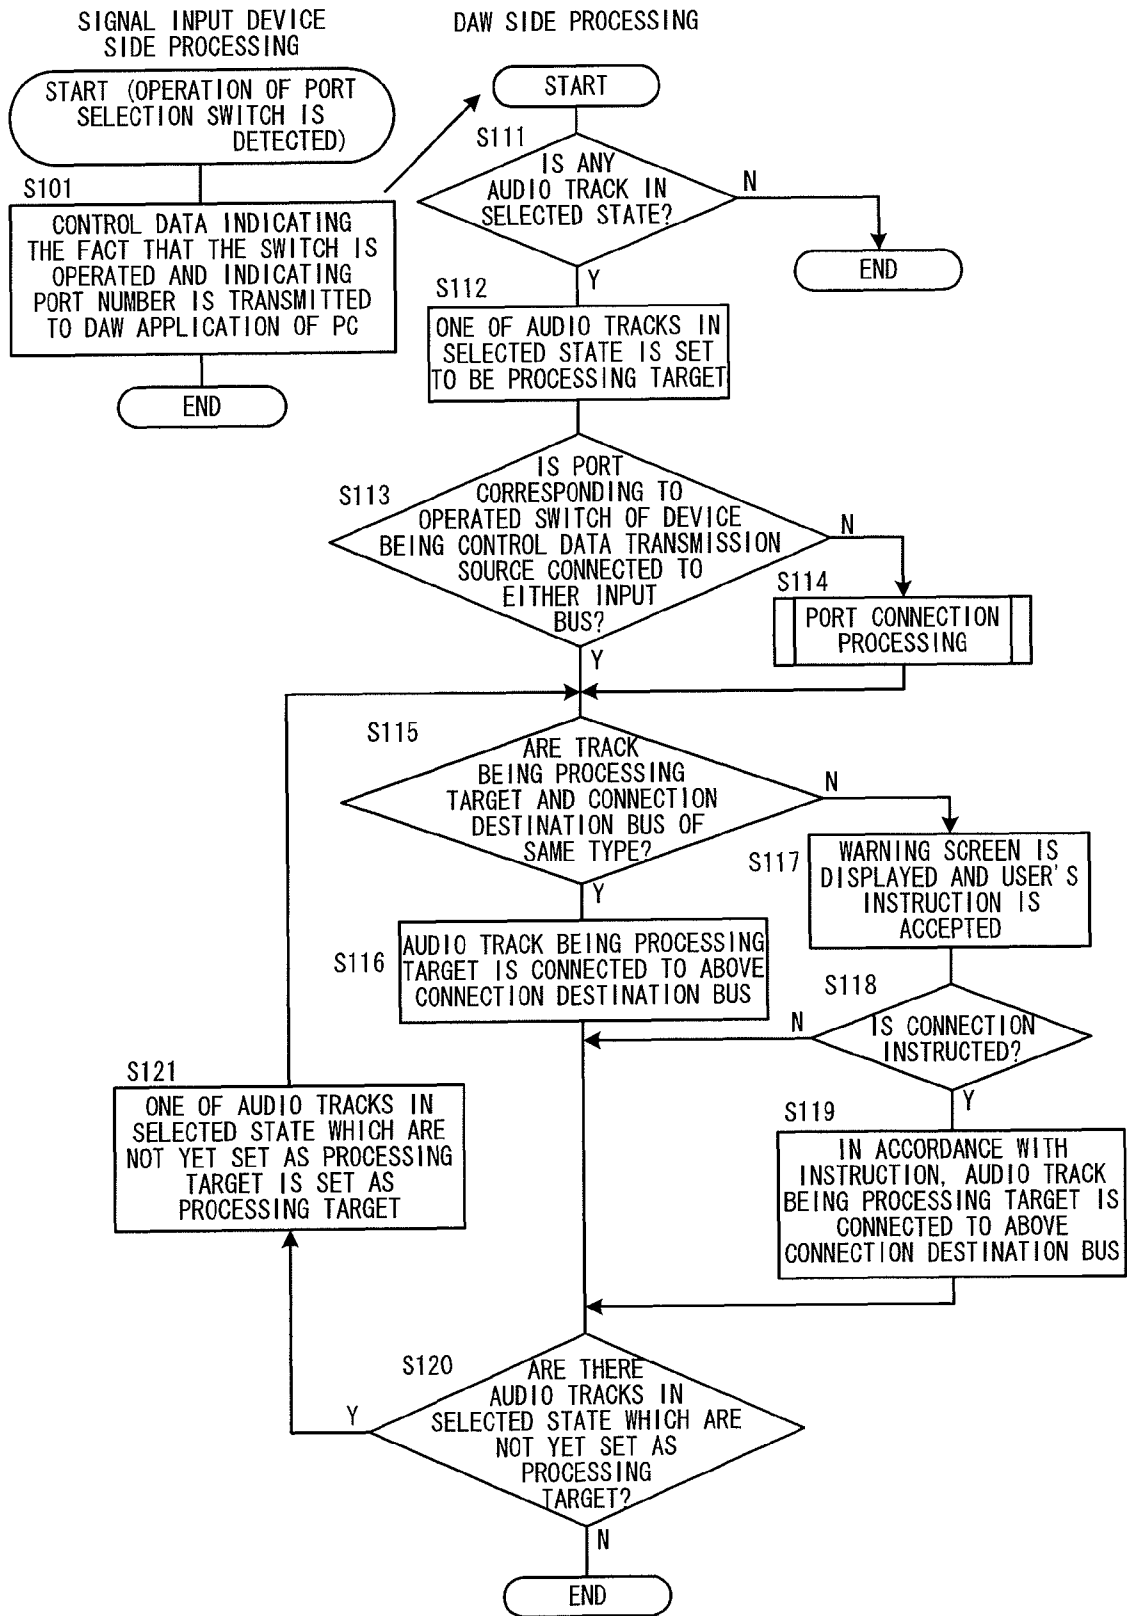 SIGNAL INPUT DEVICE
SIDE PROCESSING
START (OPERATION OF PORT
SELECTION SWITCH IS
DETECTED)
S101
CONTROL DATA INDICATING
THE FACT THAT THE SWITCH IS
OPERATED AND INDICATING
PORT NUMBER IS TRANSMITTED
TO DAW APPLICATION OF PC
END
DAW SIDE PROCESSING
START
S111
IS ANY
AUDIO TRACK IN
SELECTED STATE?
N
END
Y
S112
ONE OF AUDIO TRACKS IN
SELECTED STATE IS SET
TO BE PROCESSING TARGET
S113
IS PORT
CORRESPONDING TO
OPERATED SWITCH OF DEVICE
BEING CONTROL DATA TRANSMISSION
SOURCE CONNECTED TO
EITHER INPUT
BUS?
N
S114
PORT CONNECTION
PROCESSING
Y
S115
ARE TRACK
BEING PROCESSING
TARGET AND CONNECTION
DESTINATION BUS OF
SAME TYPE?
N
S117
WARNING SCREEN IS
DISPLAYED AND USER'S
INSTRUCTION IS
ACCEPTED
Y
S116
AUDIO TRACK BEING PROCESSING
TARGET IS CONNECTED TO ABOVE
CONNECTION DESTINATION BUS
S118
IS CONNECTION
INSTRUCTED?
N
Y
S119
IN ACCORDANCE WITH
INSTRUCTION, AUDIO TRACK
BEING PROCESSING TARGET IS
CONNECTED TO ABOVE
CONNECTION DESTINATION BUS
S121
ONE OF AUDIO TRACKS IN
SELECTED STATE WHICH ARE
NOT YET SET AS PROCESSING
TARGET IS SET AS
PROCESSING TARGET
S120
ARE THERE
AUDIO TRACKS IN
SELECTED STATE WHICH ARE
NOT YET SET AS
PROCESSING
TARGET?
Y
N
END